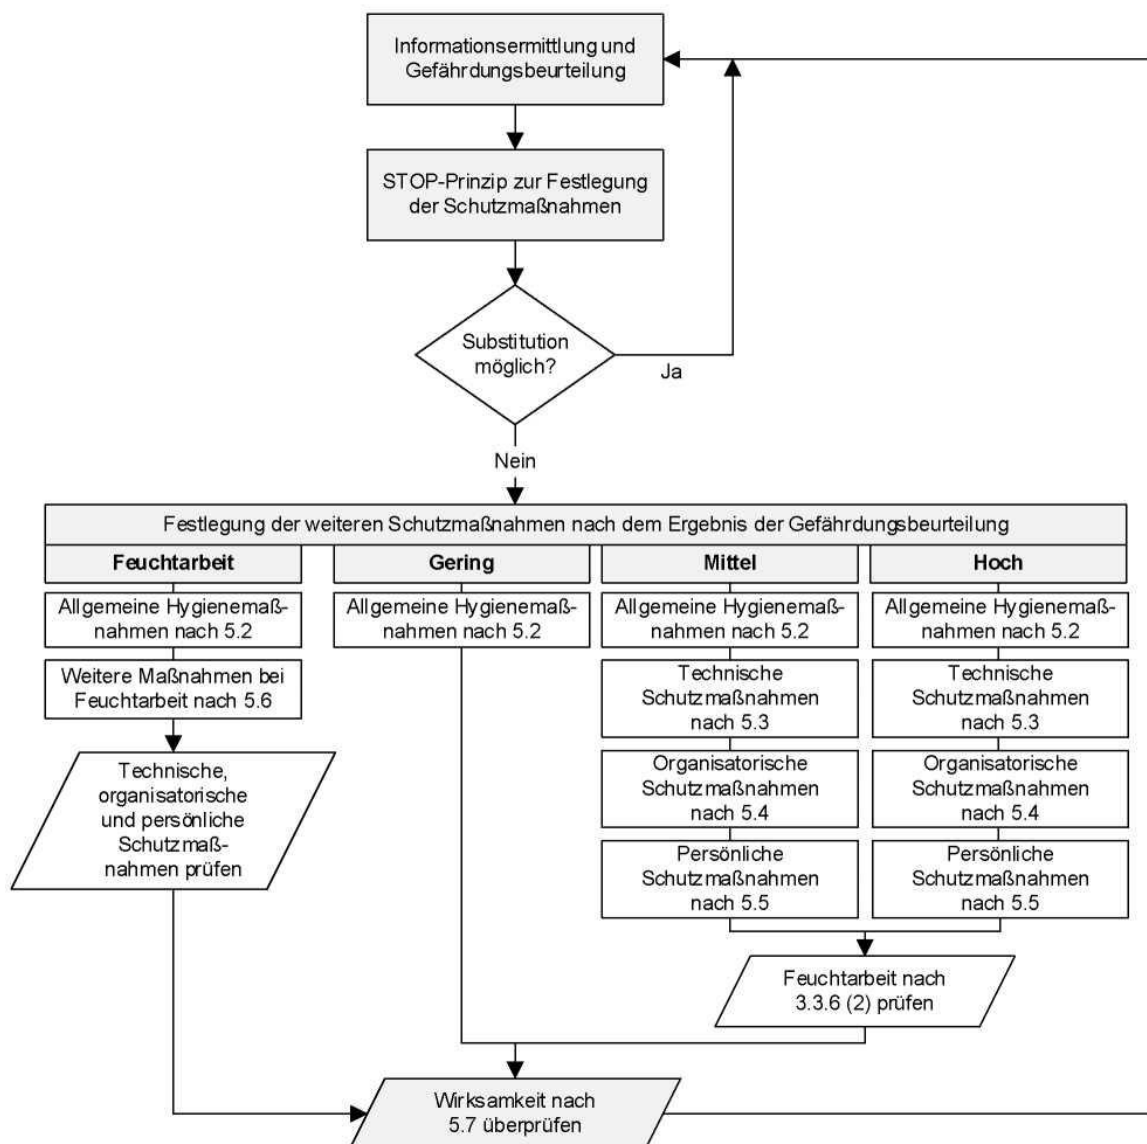 Informationsermittlung und
Gefährdungsbeurteilung
STOP-Prinzip zur Festlegung
der Schutzmaßnahmen
Substitution
möglich?
Ja
Nein
Festlegung der weiteren Schutzmaßnahmen nach dem Ergebnis der Gefährdungsbeurteilung
Feuchtarbeit
Allgemeine Hygienemaß-
nahmen nach 5.2
Weitere Maßnahmen bei
Feuchtarbeit nach 5.6
Technische,
organisatorische
und persönliche
Schutzmaß-
nahmen prüfen
Gering
Allgemeine Hygienemaß-
nahmen nach 5.2
Mittel
Allgemeine Hygienemaß-
nahmen nach 5.2
Technische
Schutzmaßnahmen
nach 5.3
Organisatorische
Schutzmaßnahmen
nach 5.4
Persönliche
Schutzmaßnahmen
nach 5.5
Hoch
Allgemeine Hygienemaß-
nahmen nach 5.2
Technische
Schutzmaßnahmen
nach 5.3
Organisatorische
Schutzmaßnahmen
nach 5.4
Persönliche
Schutzmaßnahmen
nach 5.5
Feuchtarbeit nach
3.3.6 (2) prüfen
Wirksamkeit nach
5.7 überprüfen